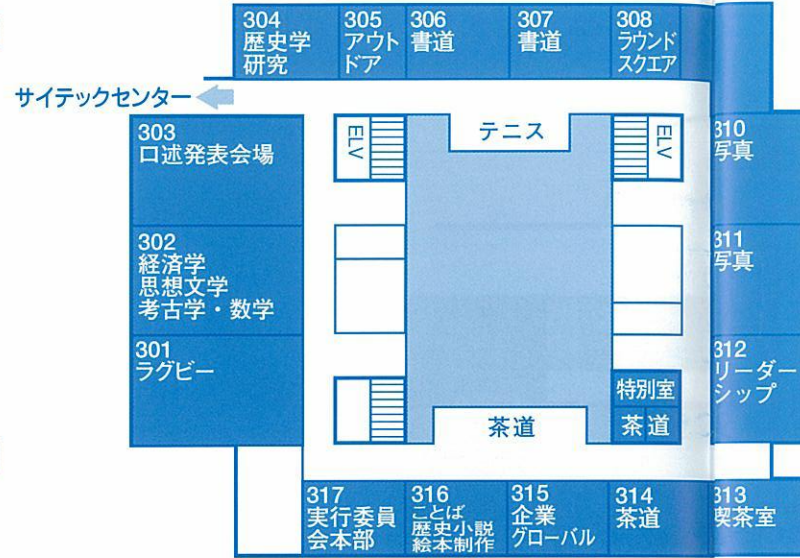 304
歴史学
研究
305
アウト
ドア
306
書道
307
書道
308
ラウンド
スクエア
サイテックセンター
303
口述発表会場
ELV
テニス
ELV
310
写真
302
経済学
思想文学
考古学・数学
311
写真
301
ラグビー
312
リーダー
シップ
特別室
茶道
茶道
317
実行委員
会本部
316
ことば
歴史小説
絵本制作
315
企業
グローバル
314
茶道
313
喫茶室